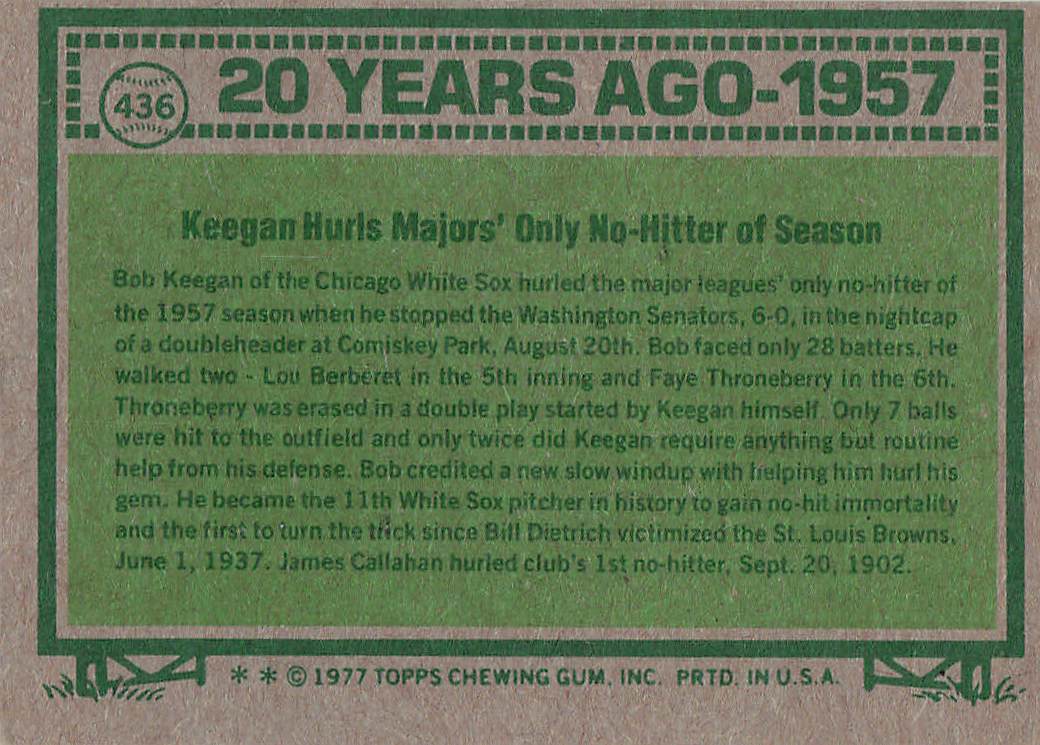 436
20 YEARS AGO-1957
Keegan Hurls Majors' Only No-Hitter of Season
Bob Keegan of the Chicago White Sox hurled the major leagues' only no-hitter of
the 1957 season when he stopped the Washington Senators, 6-0, in the nightcap
of a doubleheader at Comiskey Park, August 20th. Bob faced only 28 batters. He
walked two - Lou Berberet in the 5th inning and Faye Throneberry in the 6th.
Throneberry was erased in a double play started by Keegan himself. Only 7 balls
were hit to the outfield and only twice did Keegan require anything but routine
help from his defense. Bob credited a new slow windup with helping him hurl his
gem. He became the 11th White Sox pitcher in history to gain no-hit immortality
and the first to turn the trick since Bill Dietrich victimized the St. Louis Browns,
June 1, 1937. James Callahan hurled club's 1st no-hitter, Sept. 20, 1902.
* * © 1977 TOPPS CHEWING GUM, INC. PRTD. IN U.S.A.